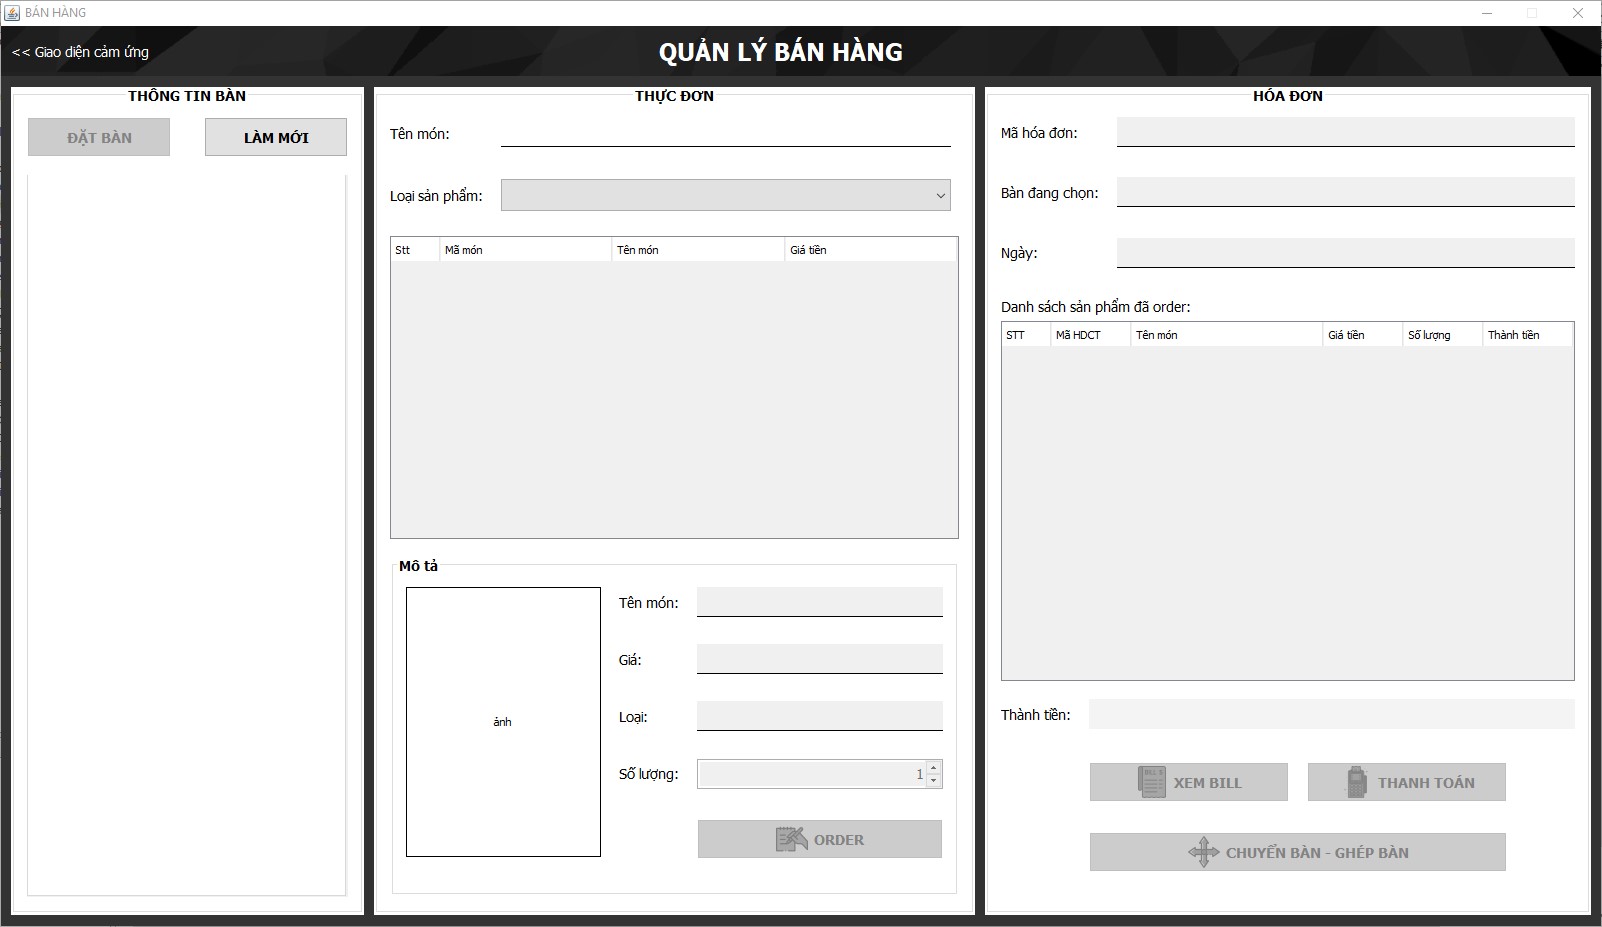 BÁN HÀNG
<< Giao diện cảm ứng
QUẢN LÝ BÁN HÀNG
THÔNG TIN BÀN
ĐẶT BÀN
LÀM MỚI
THỰC ĐƠN
Tên món:
Loại sản phẩm:
Stt Mã món Tên món Giá tiền
Mô tả
ảnh
Tên món:
Giá:
Loại:
Số lượng: 1
ORDER
HÓA ĐƠN
Mã hóa đơn:
Bàn đang chọn:
Ngày:
Danh sách sản phẩm đã order:
STT Mã HDCT Tên món Giá tiền Số lượng Thành tiền
Thành tiền:
XEM BILL
THANH TOÁN
CHUYỂN BÀN - GHÉP BÀN